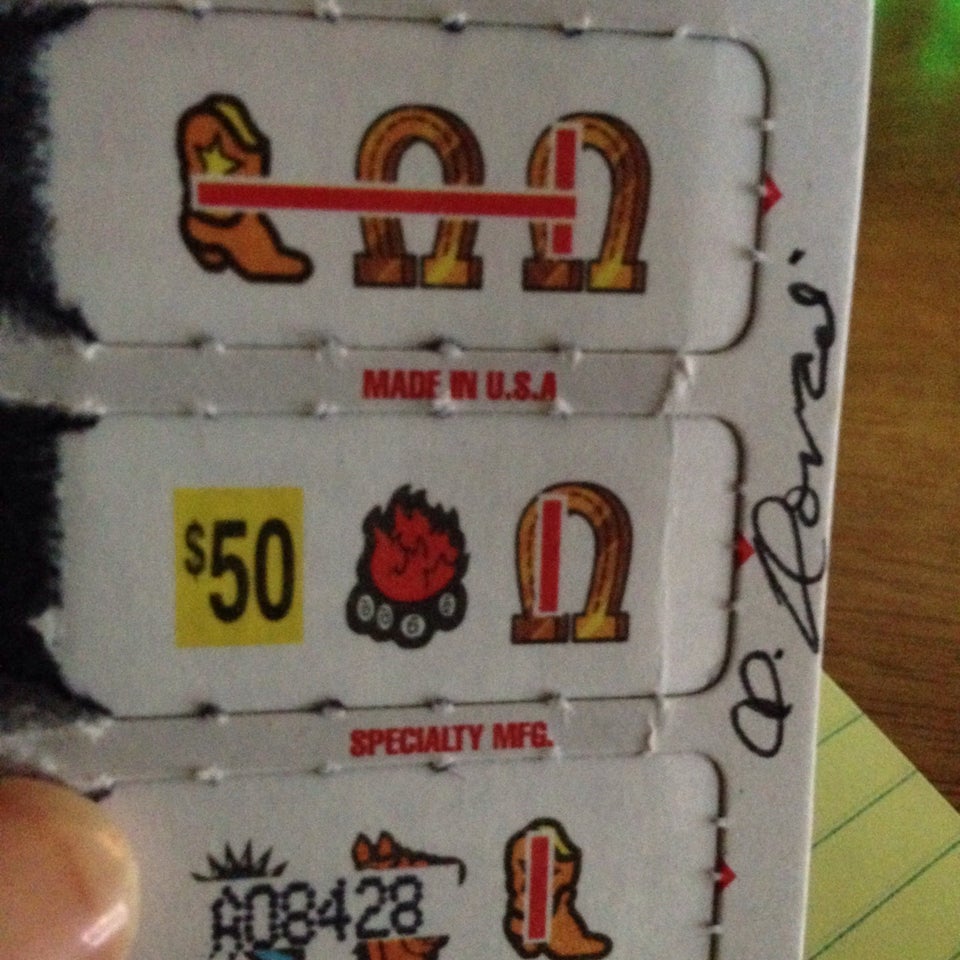 MADE IN U.S.A
$50
SPECIALTY MFG.
A08428